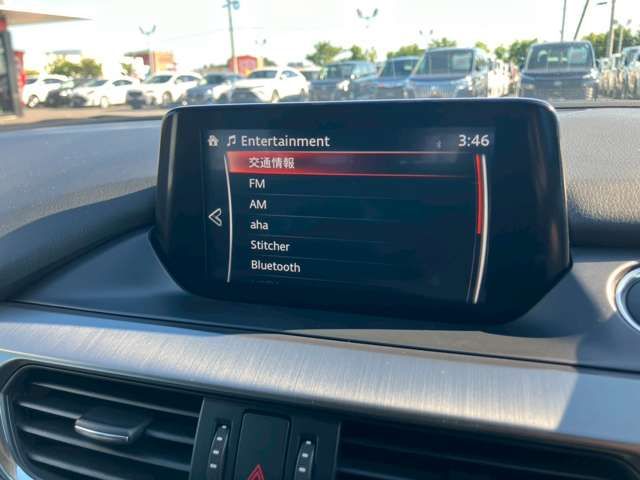 Entertainment 3:46
交通情報
FM
AM
aha
Stitcher
Bluetooth